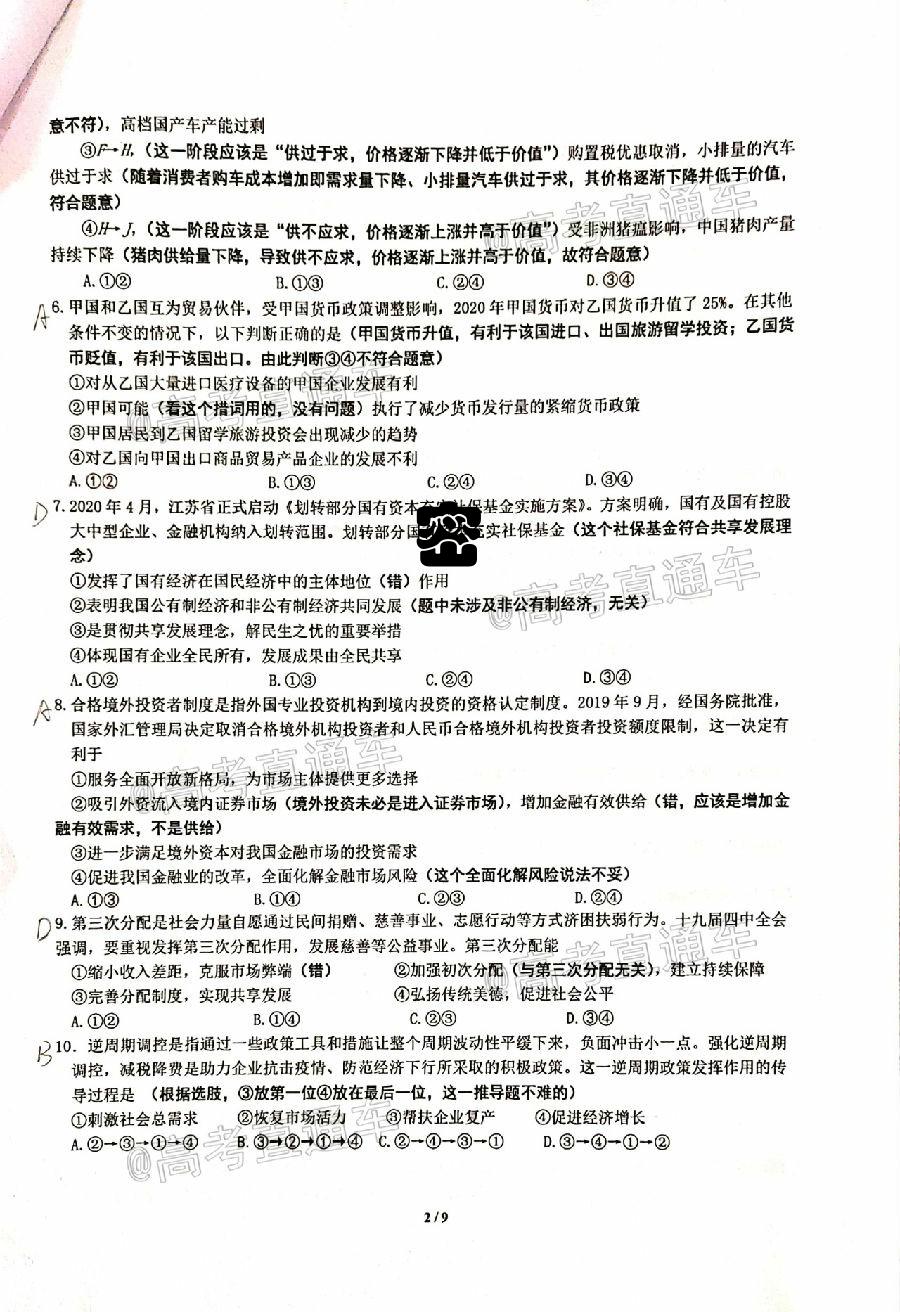 意不符)，高档国产车产能过剩
③F→H,（这一阶段应该是“供过于求，价格逐渐下降并低于价值”）购置税优惠取消，小排量的汽车
供过于求（随着消费者购车成本增加即需求量下降、小排量汽车供过于求，其价格逐渐下降并低于价值，
符合题意）
④H→J,（这一阶段应该是“供不应求，价格逐渐上涨并高于价值”）受非洲猪瘟影响，中国猪肉产量
持续下降（猪肉供给量下降，导致供不应求，价格逐渐上涨并高于价值，故符合题意）
A.①② B.①③ C.②④ D.③④
A 6. 甲国和乙国互为贸易伙伴，受甲国货币政策调整影响，2020年甲国货币对乙国货币升值了25%。在其他
条件不变的情况下，以下判断正确的是（甲国货币升值，有利于该国进口、出国旅游留学投资；乙国货
币贬值，有利于该国出口。由此判断③④不符合题意）
①对从乙国大量进口医疗设备的甲国企业发展有利
②甲国可能（看这个措词用的，没有问题）执行了减少货币发行量的紧缩货币政策
③甲国居民到乙国留学旅游投资会出现减少的趋势
④对乙国向甲国出口商品贸易产品企业的发展不利
A.①② B.①③ C.②④ D.③④
D 7. 2020年4月，江苏省正式启动《划转部分国有资本充实社保基金实施方案》。方案明确，国有及国有控股
大中型企业、金融机构纳入划转范围。划转部分国 充实社保基金（这个社保基金符合共享发展理
念）
①发挥了国有经济在国民经济中的主体地位（错）作用
②表明我国公有制经济和非公有制经济共同发展（题中未涉及非公有制经济，无关）
③是贯彻共享发展理念，解民生之忧的重要举措
④体现国有企业全民所有，发展成果由全民共享
A.①② B.①③ C.②④ D.③④
A 8. 合格境外投资者制度是指外国专业投资机构到境内投资的资格认定制度。2019年9月，经国务院批准，
国家外汇管理局决定取消合格境外机构投资者和人民币合格境外机构投资者投资额度限制，这一决定有
利于
①服务全面开放新格局，为市场主体提供更多选择
②吸引外资流入境内证券市场（境外投资未必是进入证券市场），增加金融有效供给（错，应该是增加金
融有效需求，不是供给）
③进一步满足境外资本对我国金融市场的投资需求
④促进我国金融业的改革，全面化解金融市场风险（这个全面化解风险说法不妥）
A.①③ B.①④ C.②③ D.②④
D 9. 第三次分配是社会力量自愿通过民间捐赠、慈善事业、志愿行动等方式济困扶弱行为。十九届四中全会
强调，要重视发挥第三次分配作用，发展慈善等公益事业。第三次分配能
①缩小收入差距，克服市场弊端（错） ②加强初次分配（与第三次分配无关），建立持续保障
③完善分配制度，实现共享发展 ④弘扬传统美德，促进社会公平
A.①② B.①④ C.②③ D.③④
B 10. 逆周期调控是指通过一些政策工具和措施让整个周期波动性平缓下来，负面冲击小一点。强化逆周期
调控，减税降费是助力企业抗击疫情、防范经济下行所采取的积极政策。这一逆周期政策发挥作用的传
导过程是 （根据选肢，③放第一位④放在最后一位，这一推导题不难的）
①刺激社会总需求 ②恢复市场活力 ③帮扶企业复产 ④促进经济增长
A.②→③→①→④ B.③→②→①→④ C.②→④→③→① D.③→④→①→②
2 / 9
@高考直通车
@高考直通车
@高考直通车
@高考直通车
@高考直通车
@高考直通车
@高考直通车
@高考直通车